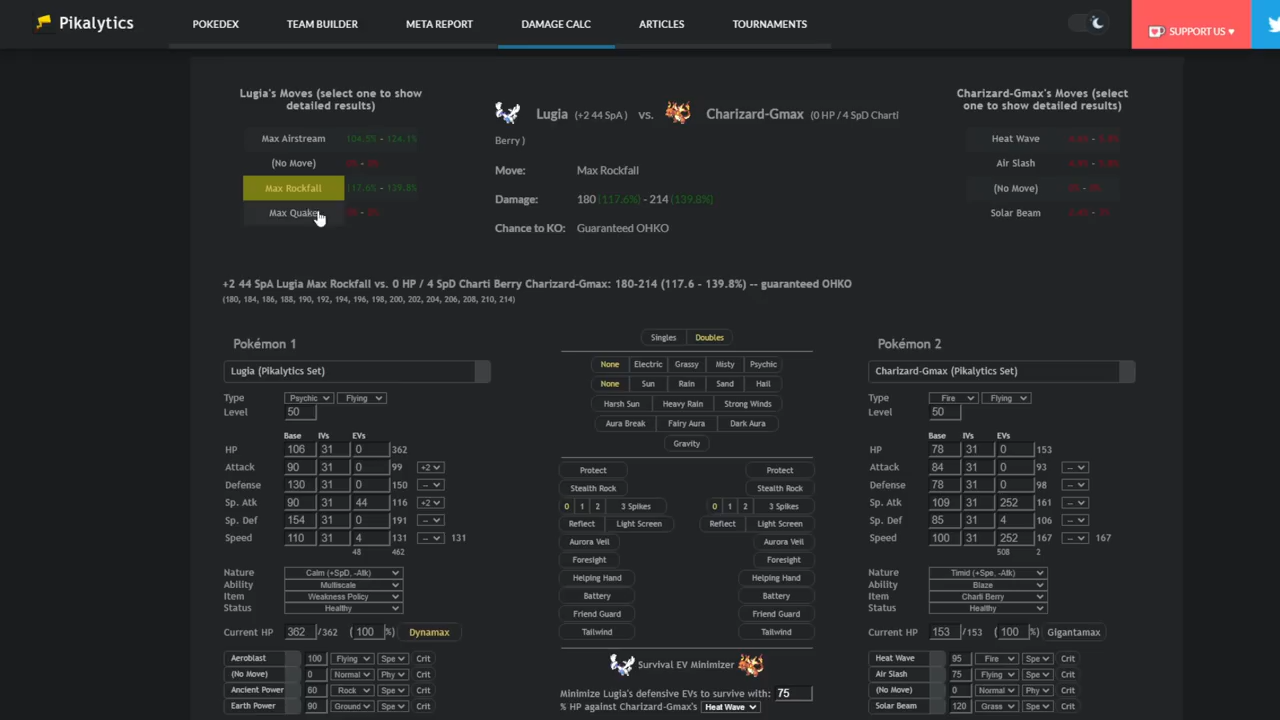 Pikalytics
POKEDEX TEAM BUILDER META REPORT DAMAGE CALC ARTICLES TOURNAMENTS
SUPPORT US ♥
Lugia's Moves (select one to show detailed results)
Max Airstream 104.5% - 124.1%
(No Move)
Max Rockfall 117.6% - 139.8%
Max Quake
Lugia (+2 44 SpA ) vs. Charizard-Gmax (0 HP / 4 SpD Charti
Berry )
Move: Max Rockfall
Damage: 180 (117.6%) - 214 (139.8%)
Chance to KO: Guaranteed OHKO
Charizard-Gmax's Moves (select one to show detailed results)
Heat Wave
Air Slash
(No Move)
Solar Beam
+2 44 SpA Lugia Max Rockfall vs. 0 HP / 4 SpD Charti Berry Charizard-Gmax: 180-214 (117.6 - 139.8%) -- guaranteed OHKO
(180, 184, 186, 188, 190, 192, 194, 196, 198, 200, 202, 204, 206, 208, 210, 214)
Pokémon 1
Lugia (Pikalytics Set)
Type Psychic Flying
Level 50
Base IVs EVs
HP 106 31 0 362
Attack 90 31 0 99 +2
Defense 130 31 0 150 --
Sp. Atk 90 31 44 116 +2
Sp. Def 154 31 0 191 --
Speed 110 31 4 131 -- 131
48 462
Nature Calm (+SpD, -Atk)
Ability Multiscale
Item Weakness Policy
Status Healthy
Current HP 362 /362 ( 100 %) Dynamax
Aeroblast 100 Flying Spe Crit
(No Move) 0 Normal Phy Crit
Ancient Power 60 Rock Spe Crit
Earth Power 90 Ground Spe Crit
Singles Doubles
None Electric Grassy Misty Psychic
None Sun Rain Sand Hail
Harsh Sun Heavy Rain Strong Winds
Aura Break Fairy Aura Dark Aura
Gravity
Protect Protect
Stealth Rock Stealth Rock
0 1 2 3 Spikes 0 1 2 3 Spikes
Reflect Light Screen Reflect Light Screen
Aurora Veil Aurora Veil
Foresight Foresight
Helping Hand Helping Hand
Battery Battery
Friend Guard Friend Guard
Tailwind Tailwind
Survival EV Minimizer
Minimize Lugia's defensive EVs to survive with: 75
% HP against Charizard-Gmax's Heat Wave
Pokémon 2
Charizard-Gmax (Pikalytics Set)
Type Fire Flying
Level 50
Base IVs EVs
HP 78 31 0 153
Attack 84 31 0 93 --
Defense 78 31 0 98 --
Sp. Atk 109 31 252 161 --
Sp. Def 85 31 4 106 --
Speed 100 31 252 167 -- 167
508 2
Nature Timid (+Spe, -Atk)
Ability Blaze
Item Charti Berry
Status Healthy
Current HP 153 /153 ( 100 %) Gigantamax
Heat Wave 95 Fire Spe Crit
Air Slash 75 Flying Spe Crit
(No Move) 0 Normal Phy Crit
Solar Beam 120 Grass Spe Crit